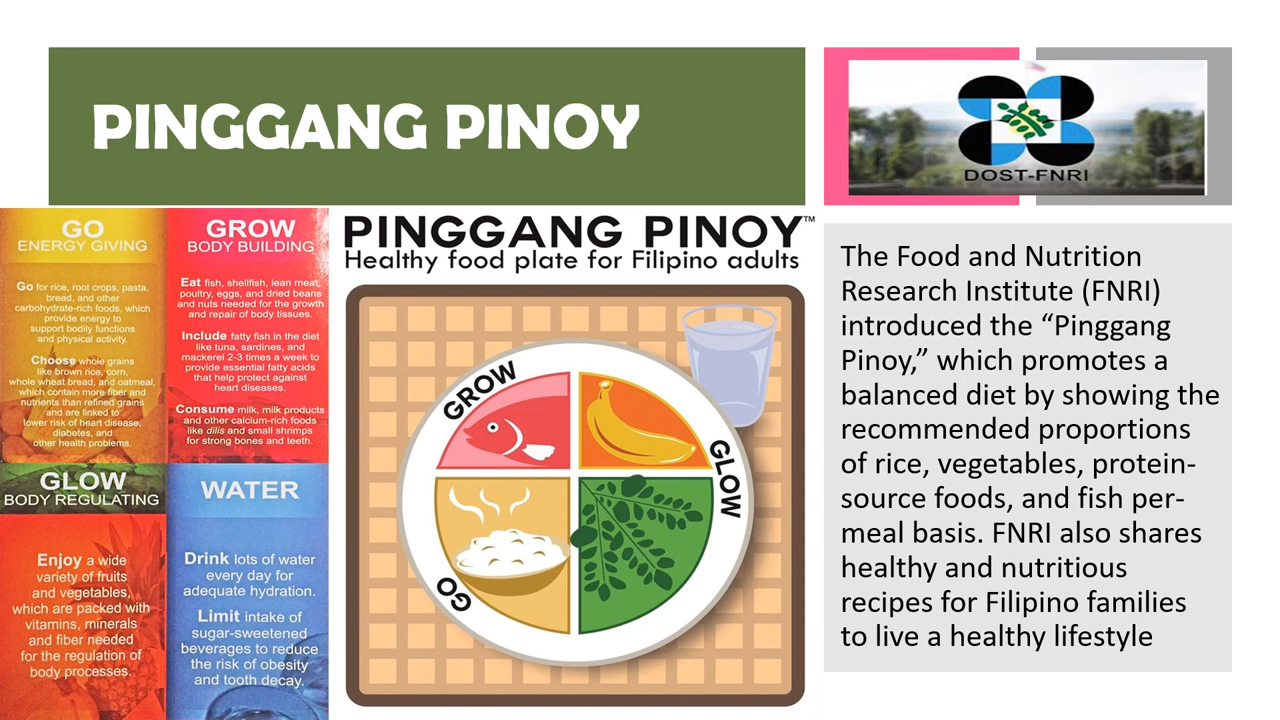 PINGGANG PINOY
DOST-FNRI
GO
ENERGY GIVING
Go for rice, root crops, pasta,
bread, and other
carbohydrate-rich foods, which
provide energy to
support bodily functions
and physical activity.
Choose whole grains
like brown rice, corn,
whole wheat bread, and oatmeal,
which contain more fiber and
nutrients than refined grains
and are linked to
lower risk of heart disease,
diabetes, and
other health problems.
GROW
BODY BUILDING
Eat fish, shellfish, lean meat,
poultry, eggs, and dried beans
and nuts needed for the growth
and repair of body tissues.
Include fatty fish in the diet
like tuna, sardines, and
mackerel 2-3 times a week to
provide essential fatty acids
that help protect against
heart diseases.
Consume milk, milk products
and other calcium-rich foods
like dilis and small shrimps
for strong bones and teeth.
GLOW
BODY REGULATING
Enjoy a wide
variety of fruits
and vegetables,
which are packed with
vitamins, minerals
and fiber needed
for the regulation of
body processes.
WATER
Drink lots of water
every day for
adequate hydration.
Limit intake of
sugar-sweetened
beverages to reduce
the risk of obesity
and tooth decay.
PINGGANG PINOY™
Healthy food plate for Filipino adults
GROW
GLOW
GO
The Food and Nutrition
Research Institute (FNRI)
introduced the “Pinggang
Pinoy,” which promotes a
balanced diet by showing the
recommended proportions
of rice, vegetables, protein-
source foods, and fish per-
meal basis. FNRI also shares
healthy and nutritious
recipes for Filipino families
to live a healthy lifestyle